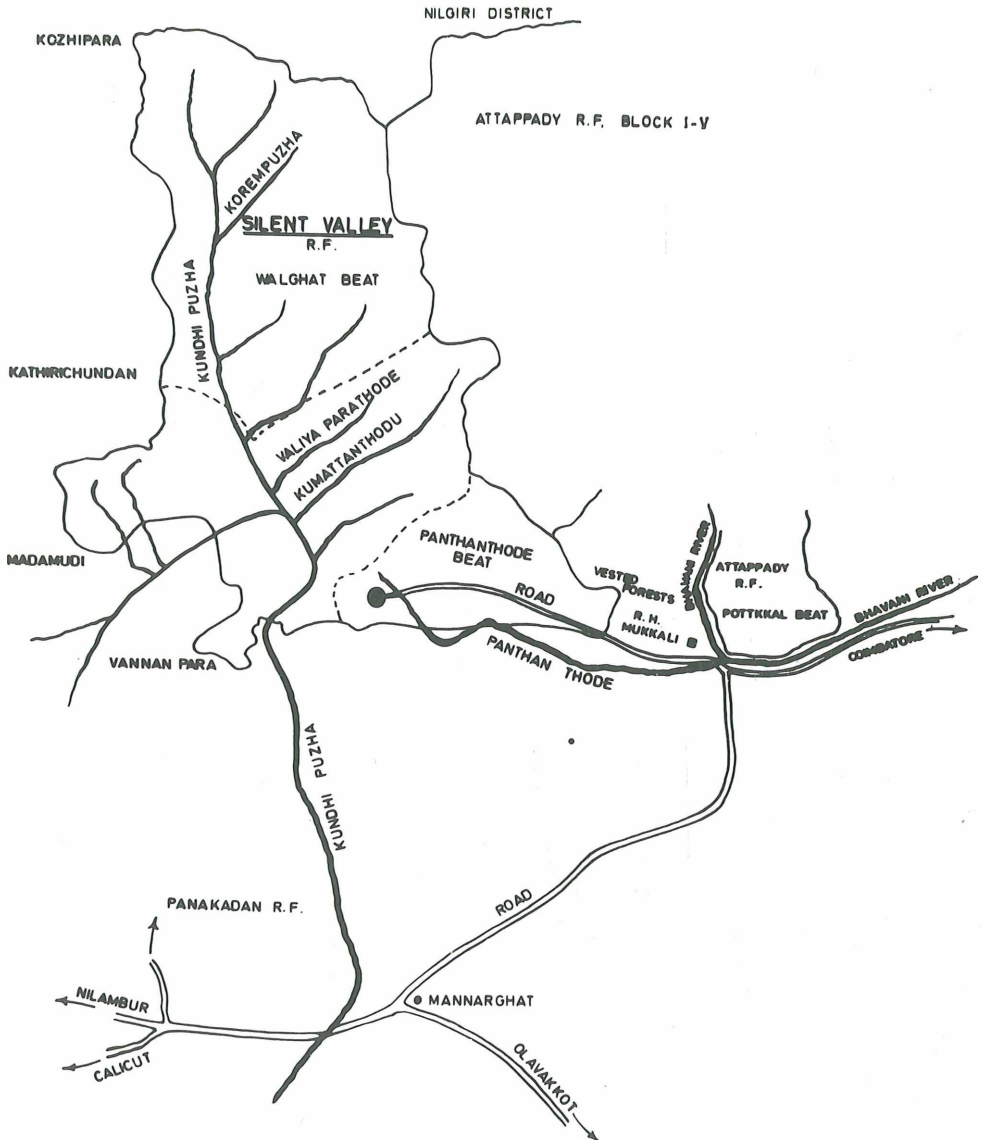 NILGIRI DISTRICT
KOZHIPARA
ATTAPPADY R.F. BLOCK I-V
KOREMPUZHA
SILENT VALLEY
R.F.
WALGHAT BEAT
KUNDHI PUZHA
KATHIRICHUNDAN
VALIYA PARATHODE
KUMATTANTHODU
MADAMUDI
PANTHANTHODE
BEAT
ROAD
VESTED
FORESTS
R.H.
MUKKALI
BHAVANI RIVER
ATTAPPADY
R.F.
POTTKKAL BEAT
BHAVANI RIVER
COIMBATORE
VANNAN PARA
PANTHAN THODE
KUNDHI PUZHA
ROAD
PANAKADAN R.F.
NILAMBUR
CALICUT
MANNARGHAT
OLAVAKKOT